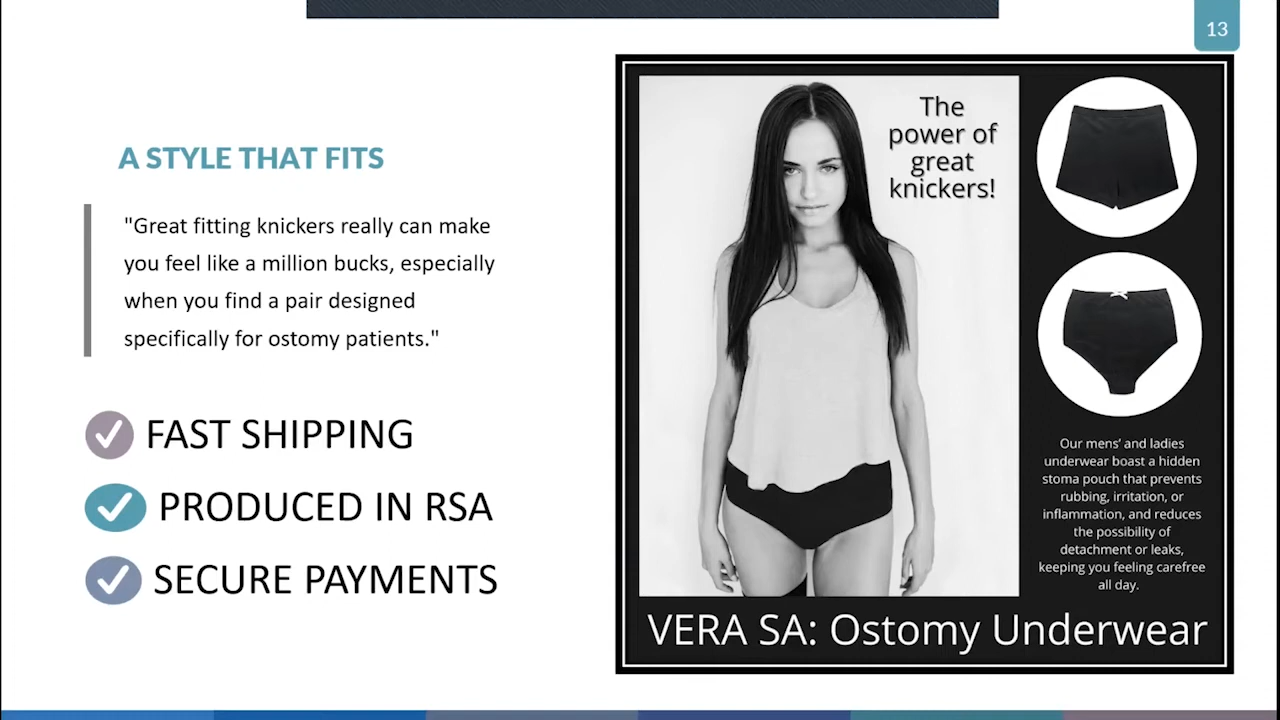 13
A STYLE THAT FITS
"Great fitting knickers really can make
you feel like a million bucks, especially
when you find a pair designed
specifically for ostomy patients."
FAST SHIPPING
PRODUCED IN RSA
SECURE PAYMENTS
The
power of
great
knickers!
Our mens' and ladies
underwear boast a hidden
stoma pouch that prevents
rubbing, irritation, or
inflammation, and reduces
the possibility of
detachment or leaks,
keeping you feeling carefree
all day.
VERA SA: Ostomy Underwear